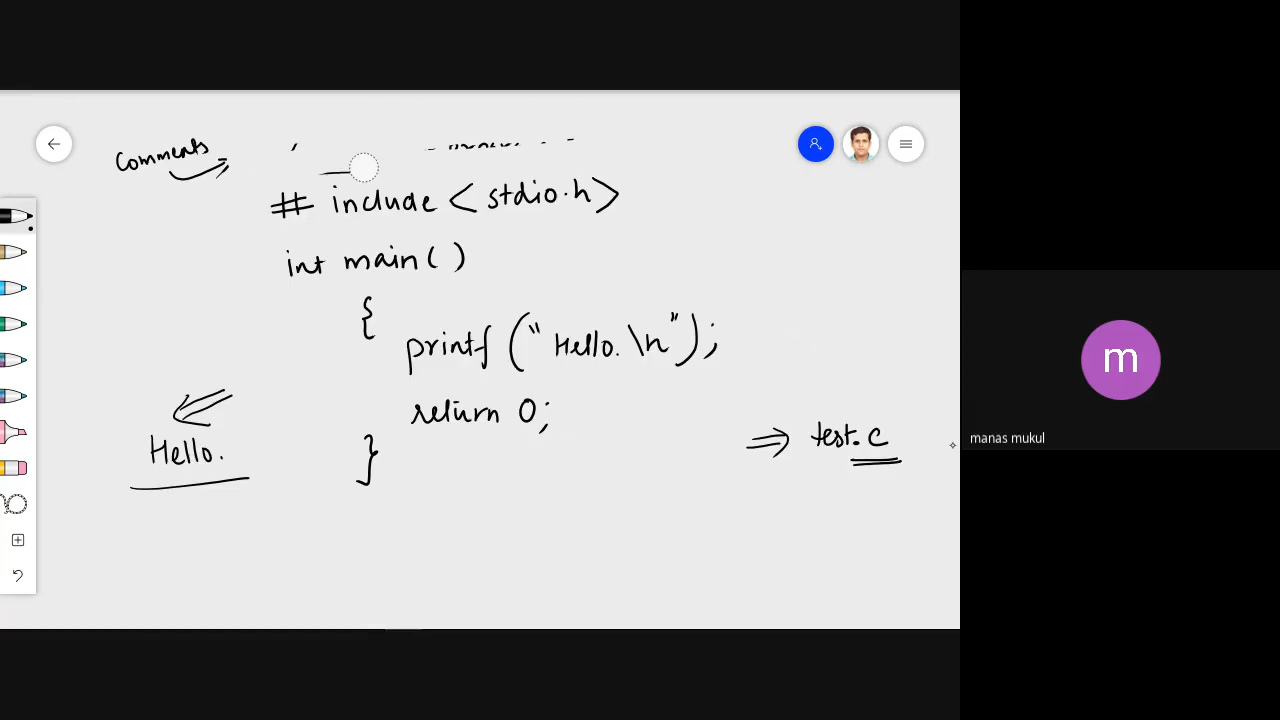 Comments
# include <stdio.h>
int main( )
{
printf ("Hello. \n");
return 0;
}
Hello.
⇒ test.c
m
manas mukul